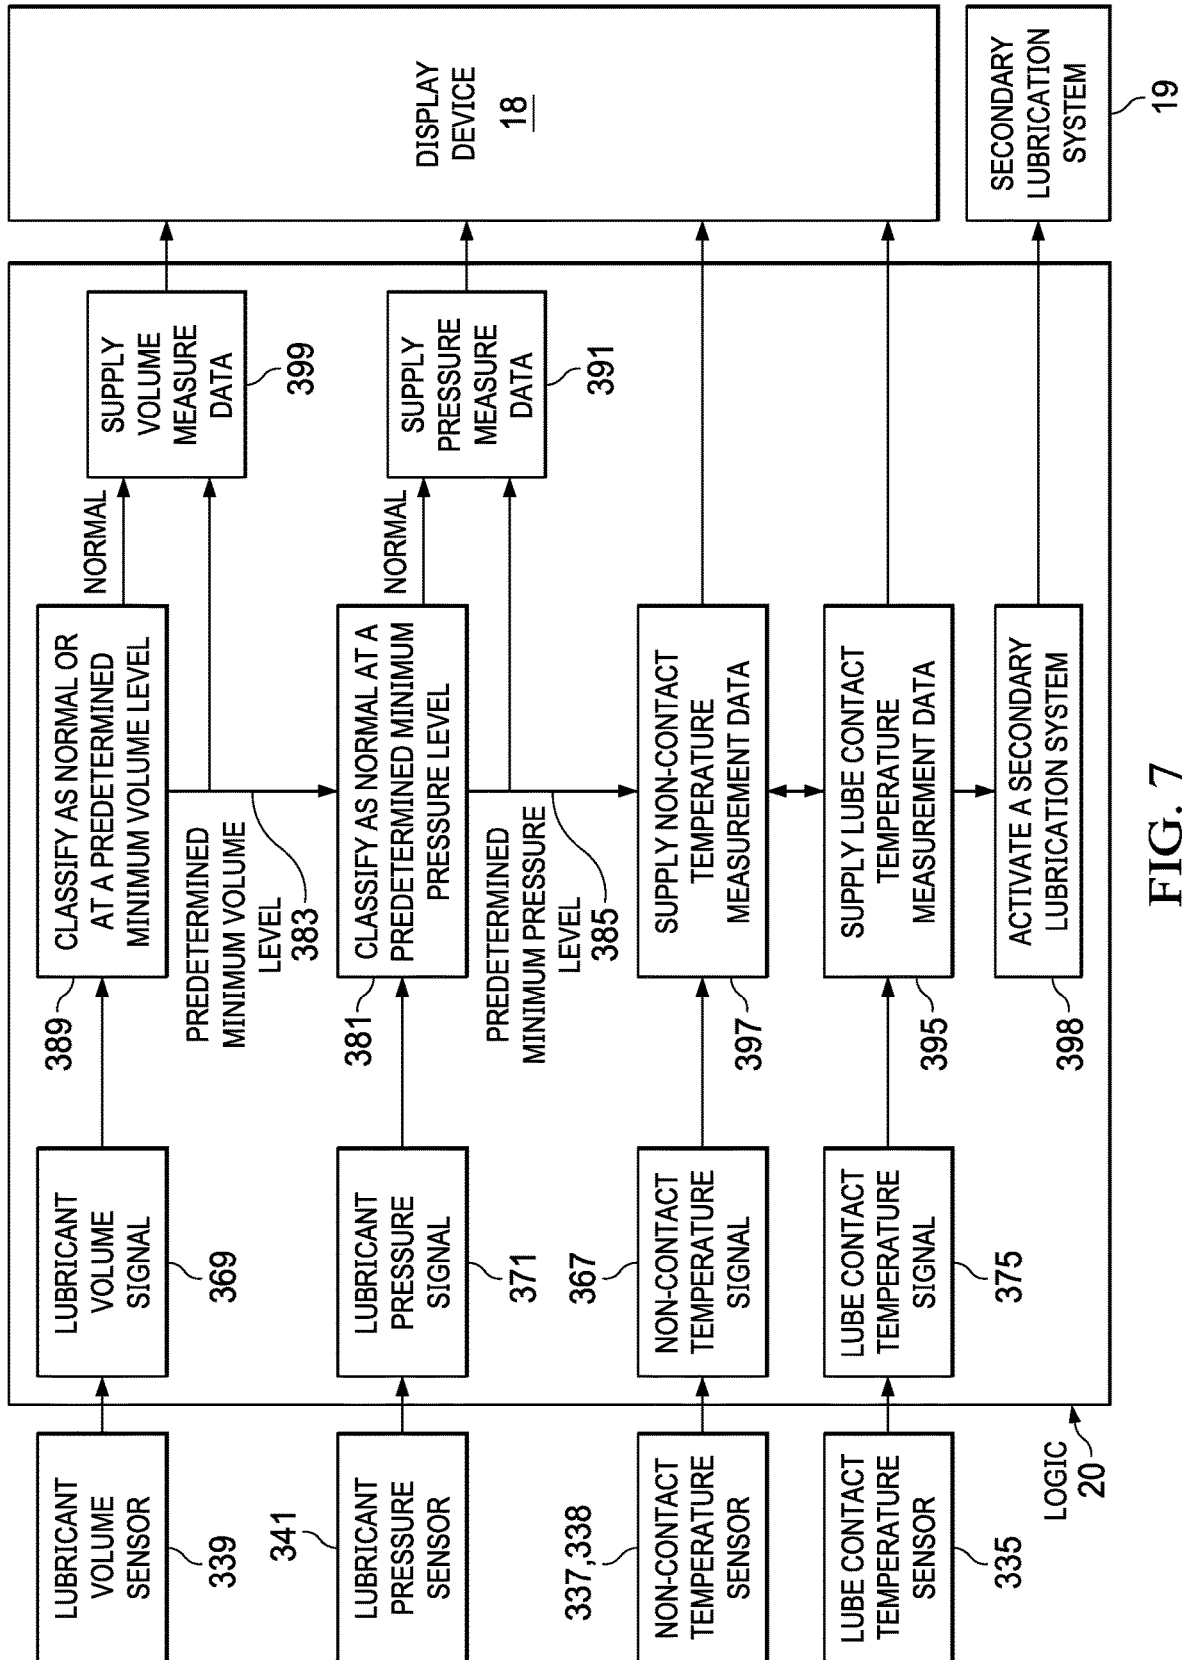 LUBRICANT
VOLUME
SENSOR
339
LUBRICANT
VOLUME
SIGNAL
369
CLASSIFY AS NORMAL OR
AT A PREDETERMINED
MINIMUM VOLUME LEVEL
389
NORMAL
SUPPLY
VOLUME
MEASURE
DATA
399
PREDETERMINED
MINIMUM VOLUME
LEVEL
383
LUBRICANT
PRESSURE
SENSOR
341
LUBRICANT
PRESSURE
SIGNAL
371
CLASSIFY AS NORMAL AT A
PREDETERMINED MINIMUM
PRESSURE LEVEL
381
NORMAL
SUPPLY
PRESSURE
MEASURE
DATA
391
PREDETERMINED
MINIMUM PRESSURE
LEVEL
385
NON-CONTACT
TEMPERATURE
SENSOR
337,338
NON-CONTACT
TEMPERATURE
SIGNAL
367
SUPPLY NON-CONTACT
TEMPERATURE
MEASUREMENT DATA
397
LUBE CONTACT
TEMPERATURE
SENSOR
335
LUBE CONTACT
TEMPERATURE
SIGNAL
375
SUPPLY LUBE CONTACT
TEMPERATURE
MEASUREMENT DATA
395
ACTIVATE A SECONDARY
LUBRICATION SYSTEM
398
DISPLAY
DEVICE
18
SECONDARY
LUBRICATION
SYSTEM
19
LOGIC
20
FIG. 7